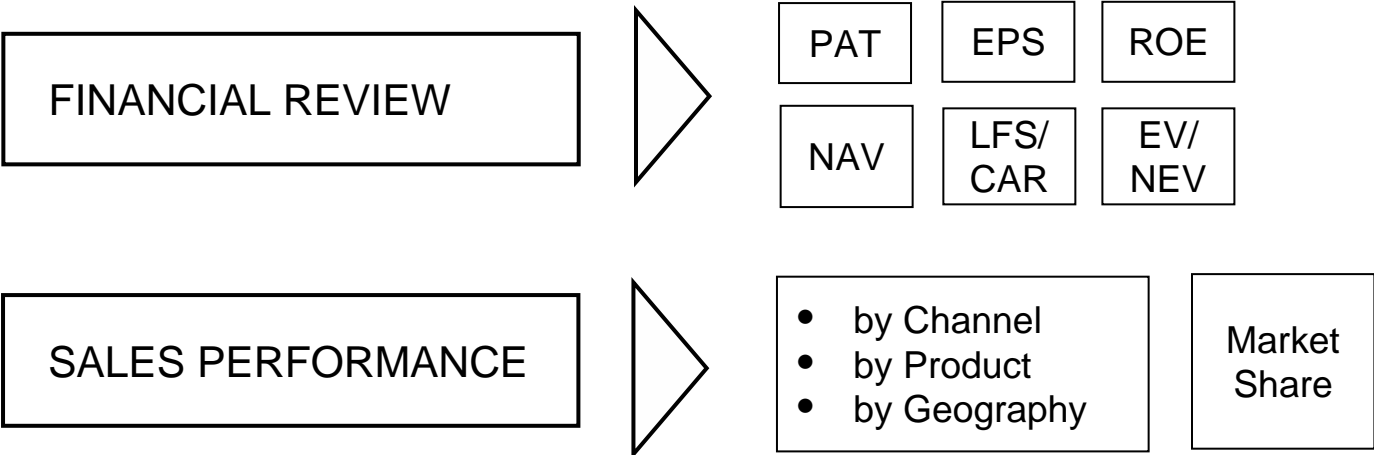 FINANCIAL REVIEW
PAT
EPS
ROE
NAV
LFS/
CAR
EV/
NEV
SALES PERFORMANCE
• by Channel
• by Product
• by Geography
Market
Share